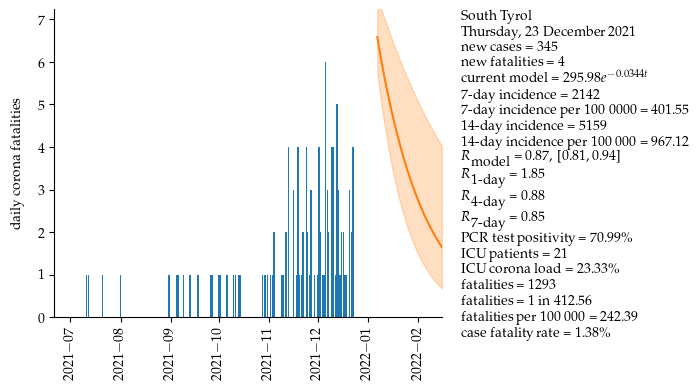 South Tyrol
Thursday, 23 December 2021
new cases = 345
new fatalities = 4
current model = 295.98e^{-0.0344t}
7-day incidence = 2142
7-day incidence per 100 0000 = 401.55
14-day incidence = 5159
14-day incidence per 100 000 = 967.12
R_model = 0.87, [0.81, 0.94]
R_1-day = 1.85
R_4-day = 0.88
R_7-day = 0.85
PCR test positivity = 70.99%
ICU patients = 21
ICU corona load = 23.33%
fatalities = 1293
fatalities = 1 in 412.56
fatalities per 100 000 = 242.39
case fatality rate = 1.38%
daily corona fatalities
7
6
5
4
3
2
1
0
2021−07
2021−08
2021−09
2021−10
2021−11
2021−12
2022−01
2022−02